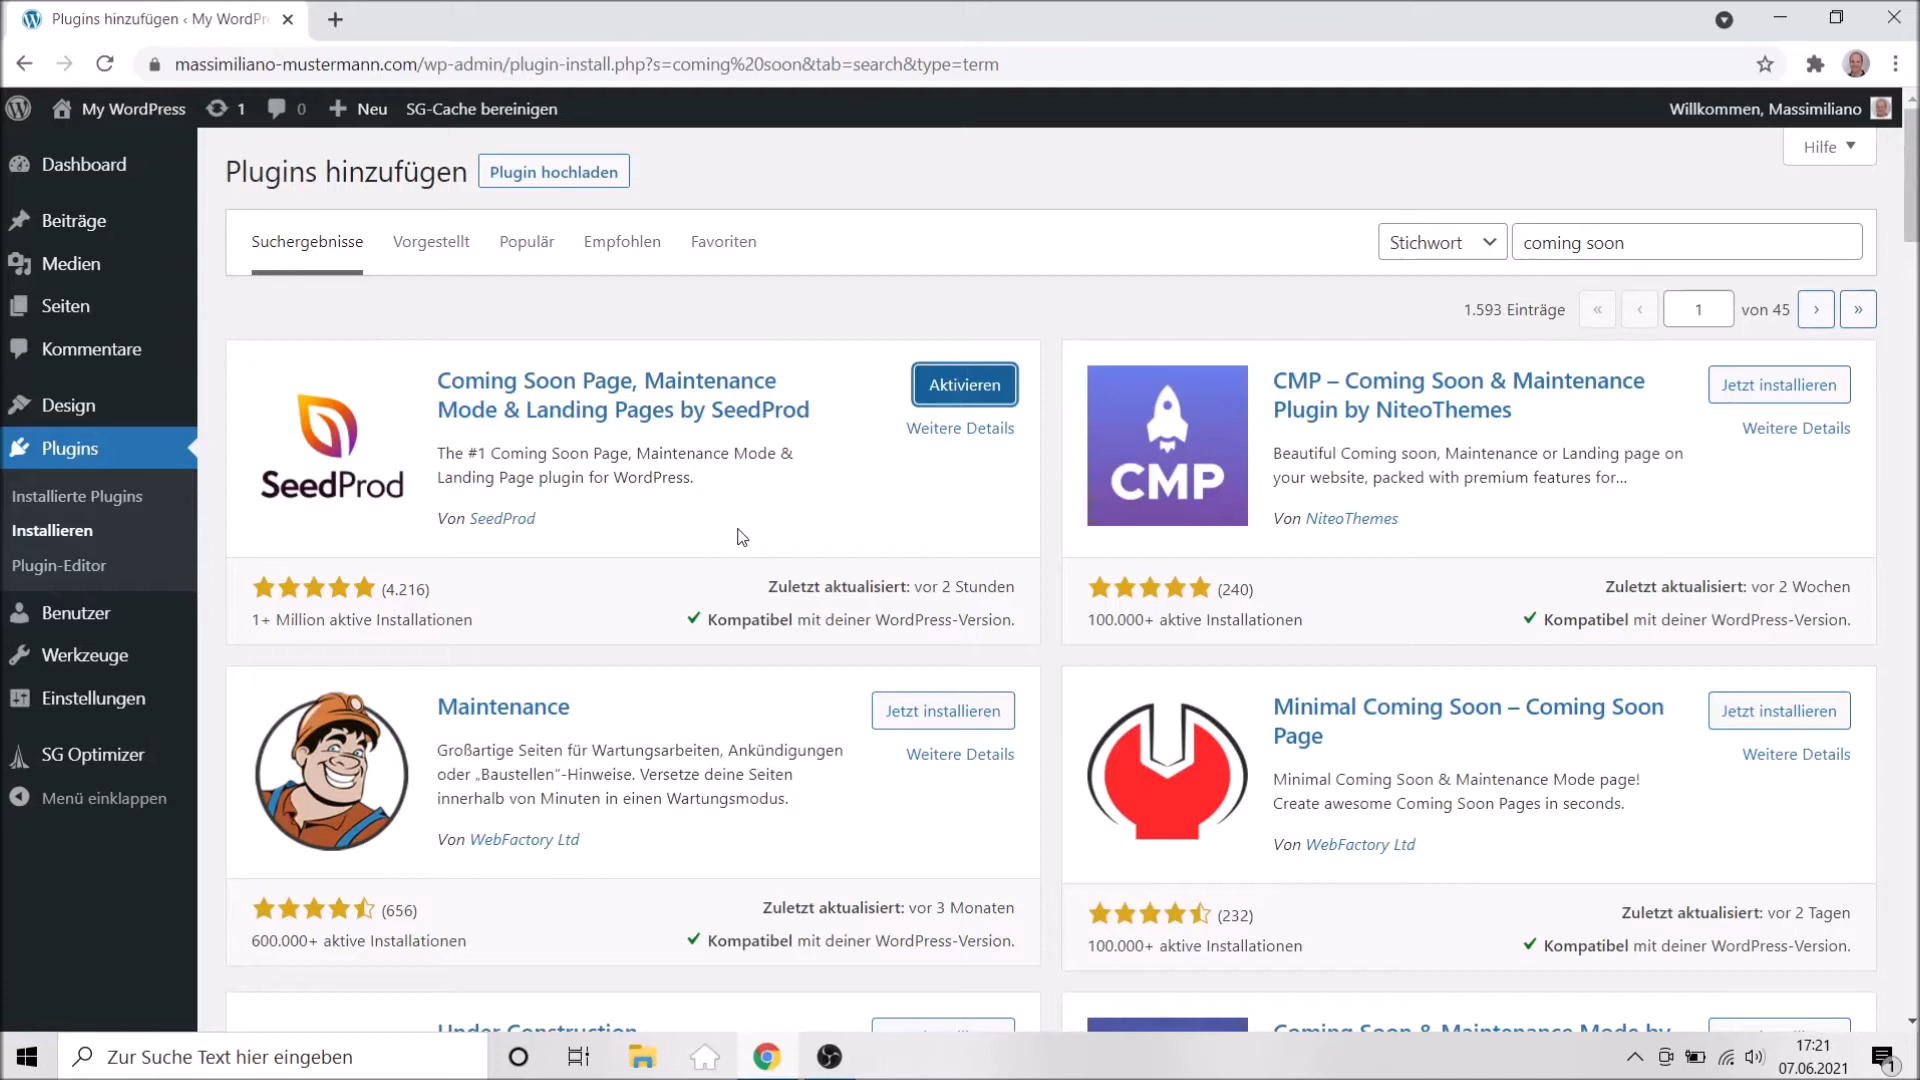 Plugins hinzufügen ‹ My WordPr
massimiliano-mustermann.com/wp-admin/plugin-install.php?s=coming%20soon&tab=search&type=term
My WordPress 1 0 Neu SG-Cache bereinigen
Willkommen, Massimiliano
Dashboard
Beiträge
Medien
Seiten
Kommentare
Design
Plugins
Installierte Plugins
Installieren
Plugin-Editor
Benutzer
Werkzeuge
Einstellungen
SG Optimizer
Menü einklappen
Hilfe
Plugins hinzufügen
Plugin hochladen
Suchergebnisse Vorgestellt Populär Empfohlen Favoriten
Stichwort
coming soon
1.593 Einträge « ‹ 1 von 45 › »
SeedProd
Coming Soon Page, Maintenance
Mode & Landing Pages by SeedProd
Aktivieren
Weitere Details
The #1 Coming Soon Page, Maintenance Mode &
Landing Page plugin for WordPress.
Von SeedProd
(4.216)
1+ Million aktive Installationen
Zuletzt aktualisiert: vor 2 Stunden
Kompatibel mit deiner WordPress-Version.
CMP
CMP – Coming Soon & Maintenance
Plugin by NiteoThemes
Jetzt installieren
Weitere Details
Beautiful Coming soon, Maintenance or Landing page on
your website, packed with premium features for...
Von NiteoThemes
(240)
100.000+ aktive Installationen
Zuletzt aktualisiert: vor 2 Wochen
Kompatibel mit deiner WordPress-Version.
Maintenance
Jetzt installieren
Weitere Details
Großartige Seiten für Wartungsarbeiten, Ankündigungen
oder „Baustellen“-Hinweise. Versetze deine Seiten
innerhalb von Minuten in einen Wartungsmodus.
Von WebFactory Ltd
(656)
600.000+ aktive Installationen
Zuletzt aktualisiert: vor 3 Monaten
Kompatibel mit deiner WordPress-Version.
Minimal Coming Soon – Coming Soon
Page
Jetzt installieren
Weitere Details
Minimal Coming Soon & Maintenance Mode page!
Create awesome Coming Soon Pages in seconds.
Von WebFactory Ltd
(232)
100.000+ aktive Installationen
Zuletzt aktualisiert: vor 2 Tagen
Kompatibel mit deiner WordPress-Version.
Under Construction
Coming Soon & Maintenance Mode by
Zur Suche Text hier eingeben
17:21
07.06.2021
1